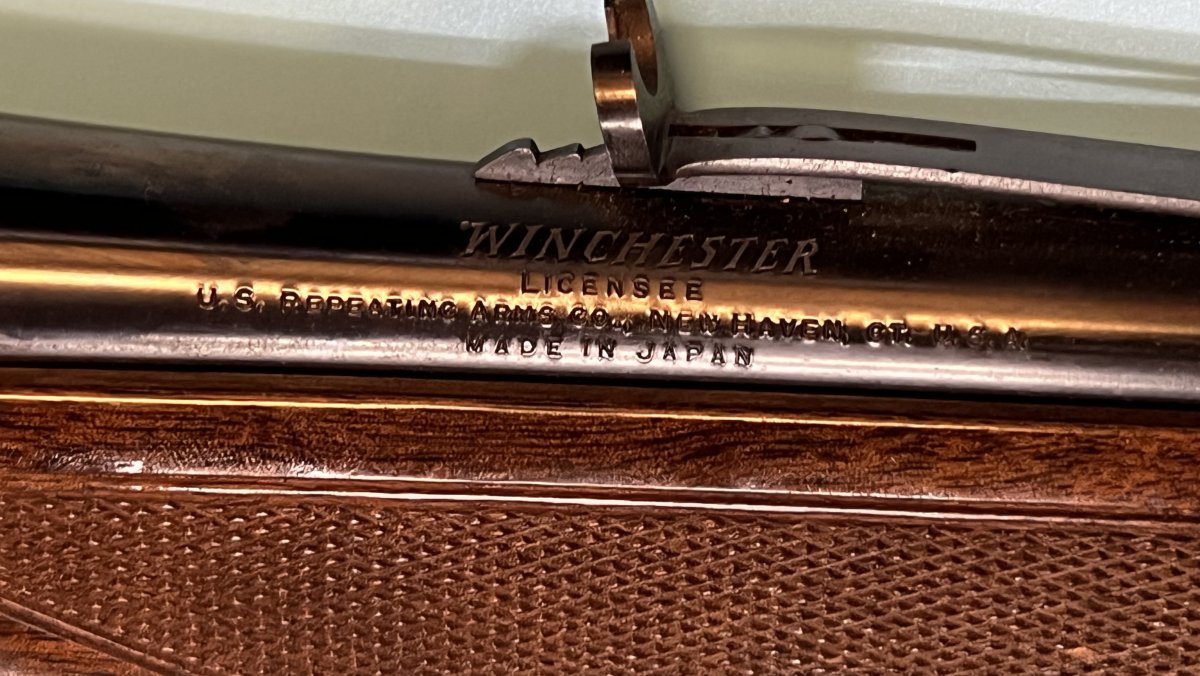 WINCHESTER
LICENSEE
U.S. REPEATING ARMS CO., NEW HAVEN, CT. U.S.A.
MADE IN JAPAN